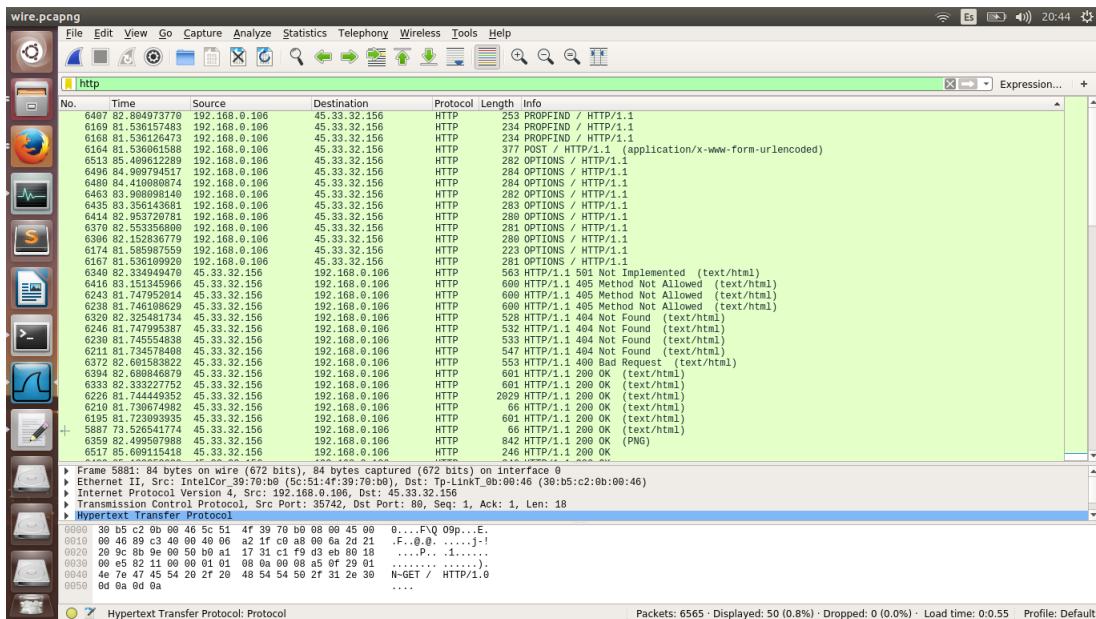 wire.pcapng
Es 20:44
File Edit View Go Capture Analyze Statistics Telephony Wireless Tools Help
http Expression... +
No. Time Source Destination Protocol Length Info
6407 82.804973770 192.168.0.106 45.33.32.156 HTTP 253 PROPFIND / HTTP/1.1
6169 81.536157483 192.168.0.106 45.33.32.156 HTTP 234 PROPFIND / HTTP/1.1
6168 81.536126473 192.168.0.106 45.33.32.156 HTTP 234 PROPFIND / HTTP/1.1
6164 81.536061588 192.168.0.106 45.33.32.156 HTTP 377 POST / HTTP/1.1 (application/x-www-form-urlencoded)
6513 85.409612289 192.168.0.106 45.33.32.156 HTTP 282 OPTIONS / HTTP/1.1
6496 84.909794517 192.168.0.106 45.33.32.156 HTTP 284 OPTIONS / HTTP/1.1
6480 84.410080874 192.168.0.106 45.33.32.156 HTTP 284 OPTIONS / HTTP/1.1
6463 83.908098140 192.168.0.106 45.33.32.156 HTTP 282 OPTIONS / HTTP/1.1
6435 83.356143681 192.168.0.106 45.33.32.156 HTTP 283 OPTIONS / HTTP/1.1
6414 82.953720781 192.168.0.106 45.33.32.156 HTTP 280 OPTIONS / HTTP/1.1
6370 82.553356800 192.168.0.106 45.33.32.156 HTTP 281 OPTIONS / HTTP/1.1
6306 82.152836779 192.168.0.106 45.33.32.156 HTTP 280 OPTIONS / HTTP/1.1
6174 81.585987559 192.168.0.106 45.33.32.156 HTTP 223 OPTIONS / HTTP/1.1
6167 81.536109920 192.168.0.106 45.33.32.156 HTTP 281 OPTIONS / HTTP/1.1
6340 82.334949470 45.33.32.156 192.168.0.106 HTTP 563 HTTP/1.1 501 Not Implemented (text/html)
6416 83.151345966 45.33.32.156 192.168.0.106 HTTP 600 HTTP/1.1 405 Method Not Allowed (text/html)
6243 81.747952014 45.33.32.156 192.168.0.106 HTTP 600 HTTP/1.1 405 Method Not Allowed (text/html)
6238 81.746108629 45.33.32.156 192.168.0.106 HTTP 600 HTTP/1.1 405 Method Not Allowed (text/html)
6320 82.325481734 45.33.32.156 192.168.0.106 HTTP 528 HTTP/1.1 404 Not Found (text/html)
6246 81.747995387 45.33.32.156 192.168.0.106 HTTP 532 HTTP/1.1 404 Not Found (text/html)
6230 81.745554838 45.33.32.156 192.168.0.106 HTTP 533 HTTP/1.1 404 Not Found (text/html)
6211 81.734578408 45.33.32.156 192.168.0.106 HTTP 547 HTTP/1.1 404 Not Found (text/html)
6372 82.601583822 45.33.32.156 192.168.0.106 HTTP 553 HTTP/1.1 400 Bad Request (text/html)
6394 82.680846879 45.33.32.156 192.168.0.106 HTTP 601 HTTP/1.1 200 OK (text/html)
6333 82.333227752 45.33.32.156 192.168.0.106 HTTP 601 HTTP/1.1 200 OK (text/html)
6226 81.744449352 45.33.32.156 192.168.0.106 HTTP 2029 HTTP/1.1 200 OK (text/html)
6210 81.730674982 45.33.32.156 192.168.0.106 HTTP 66 HTTP/1.1 200 OK (text/html)
6195 81.723093935 45.33.32.156 192.168.0.106 HTTP 601 HTTP/1.1 200 OK (text/html)
5887 73.526541774 45.33.32.156 192.168.0.106 HTTP 66 HTTP/1.1 200 OK (text/html)
6359 82.499507988 45.33.32.156 192.168.0.106 HTTP 842 HTTP/1.1 200 OK (PNG)
6517 85.609115418 45.33.32.156 192.168.0.106 HTTP 246 HTTP/1.1 200 OK
Frame 5881: 84 bytes on wire (672 bits), 84 bytes captured (672 bits) on interface 0
Ethernet II, Src: IntelCor_39:70:b0 (5c:51:4f:39:70:b0), Dst: Tp-LinkT_0b:00:46 (30:b5:c2:0b:00:46)
Internet Protocol Version 4, Src: 192.168.0.106, Dst: 45.33.32.156
Transmission Control Protocol, Src Port: 35742, Dst Port: 80, Seq: 1, Ack: 1, Len: 18
Hypertext Transfer Protocol
0000 30 b5 c2 0b 00 46 5c 51 4f 39 70 b0 08 00 45 00 0....F\Q O9p...E.
0010 00 46 89 c3 40 00 40 06 a2 1f c0 a8 00 6a 2d 21 .F..@.@. .....j-!
0020 20 9c 8b 9e 00 50 b0 a1 17 31 c1 f9 d3 eb 80 18 ....P.. .1......
0030 00 e5 82 11 00 00 01 01 08 0a 00 08 a5 0f 29 01 ........ ......).
0040 4e 7e 47 45 54 20 2f 20 48 54 54 50 2f 31 2e 30 N~GET / HTTP/1.0
0050 0d 0a 0d 0a ....
Hypertext Transfer Protocol: Protocol Packets: 6565 · Displayed: 50 (0.8%) · Dropped: 0 (0.0%) · Load time: 0:0.55 Profile: Default